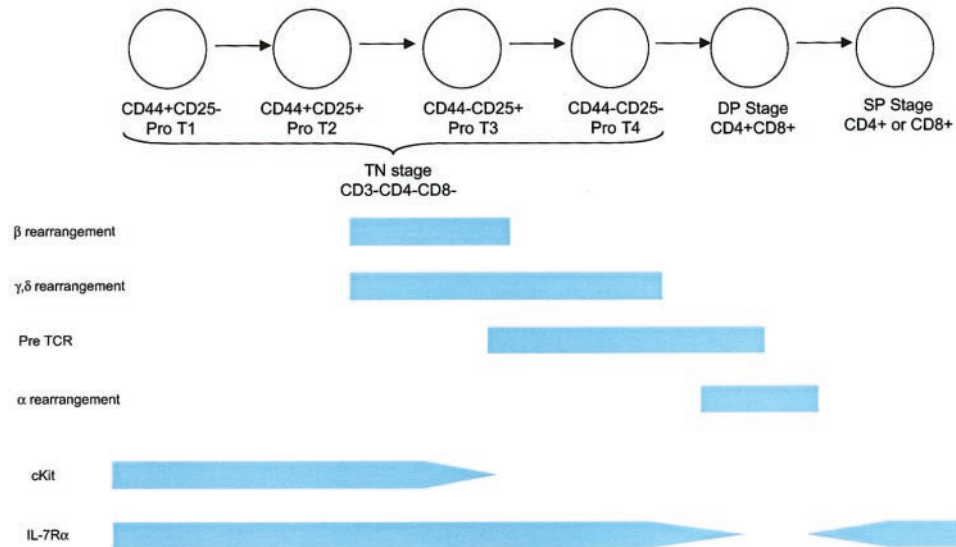 CD44+CD25-
Pro T1
CD44+CD25+
Pro T2
CD44-CD25+
Pro T3
CD44-CD25-
Pro T4
DP Stage
CD4+CD8+
SP Stage
CD4+ or CD8+
TN stage
CD3-CD4-CD8-
β rearrangement
γ,δ rearrangement
Pre TCR
α rearrangement
cKit
IL-7Rα